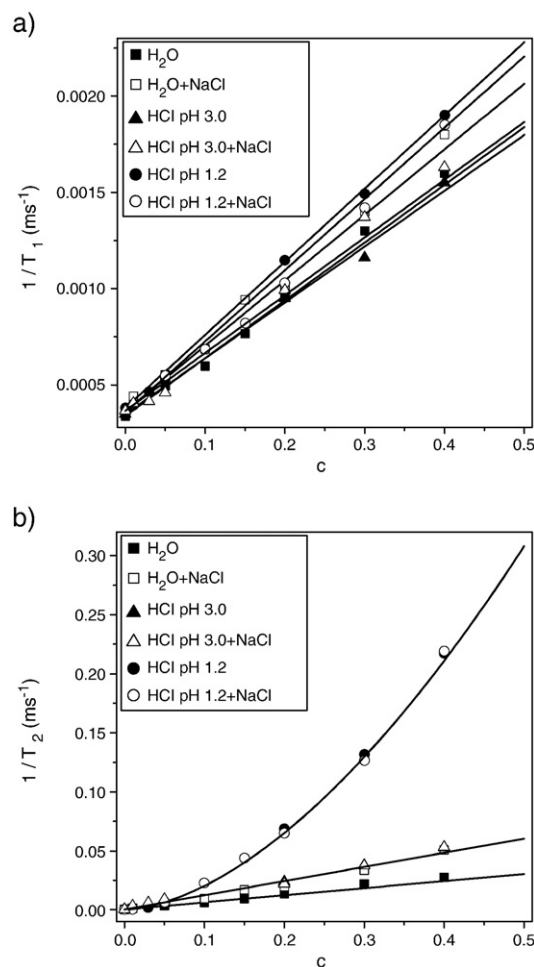 a)
H₂O
H₂O+NaCl
HCl pH 3.0
HCl pH 3.0+NaCl
HCl pH 1.2
HCl pH 1.2+NaCl
1 / T₁ (ms⁻¹)
0.0020
0.0015
0.0010
0.0005
0.0 0.1 0.2 0.3 0.4 0.5
c
b)
H₂O
H₂O+NaCl
HCl pH 3.0
HCl pH 3.0+NaCl
HCl pH 1.2
HCl pH 1.2+NaCl
1 / T₂ (ms⁻¹)
0.30
0.25
0.20
0.15
0.10
0.05
0.00
0.0 0.1 0.2 0.3 0.4 0.5
c